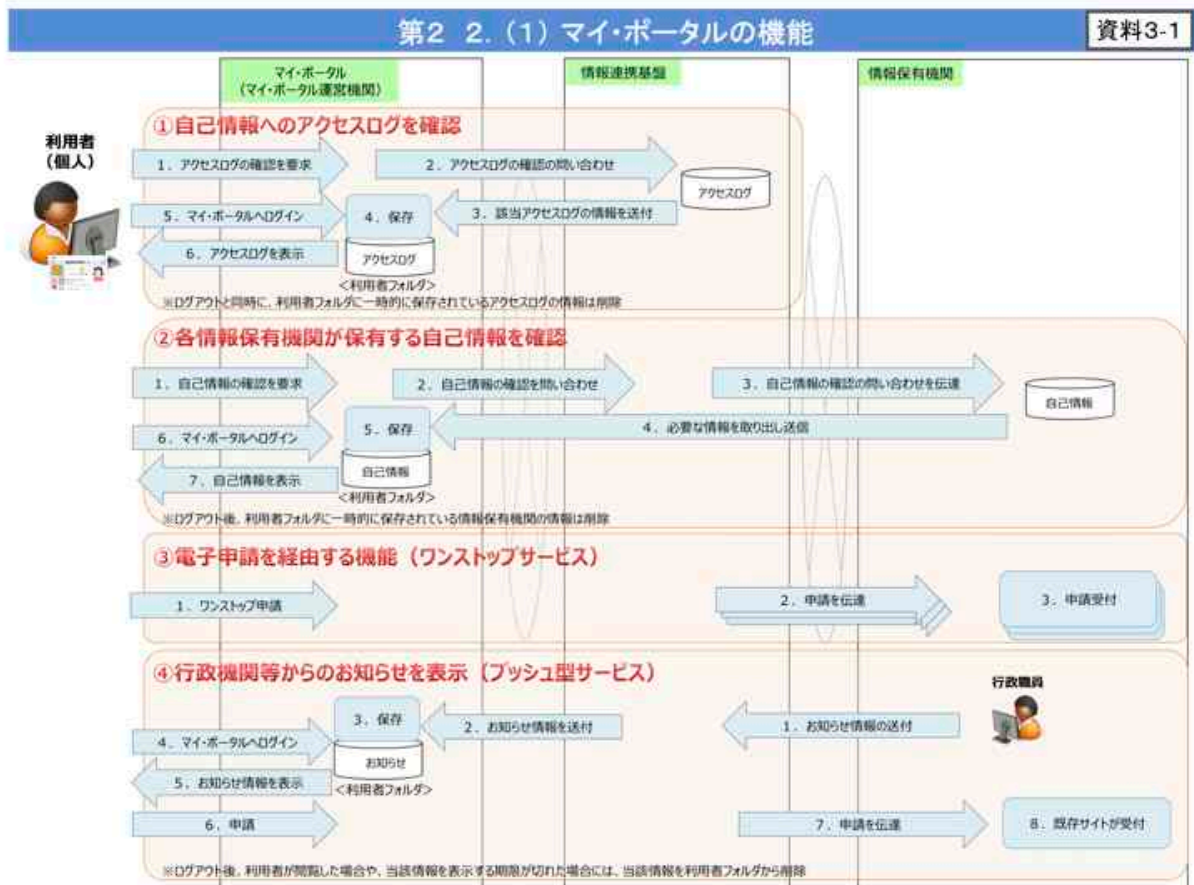 第2 2.（1）マイ・ポータルの機能
資料3-1
マイ・ポータル
（マイ・ポータル運営機関）
情報連携基盤
情報保有機関
利用者
（個人）
①自己情報へのアクセスログを確認
1．アクセスログの確認を要求
2．アクセスログの確認の問い合わせ
アクセスログ
5．マイ・ポータルへログイン
4．保存
3．該当アクセスログの情報を送付
6．アクセスログを表示
アクセスログ
＜利用者フォルダ＞
※ログアウトと同時に、利用者フォルダに一時的に保存されているアクセスログの情報は削除
②各情報保有機関が保有する自己情報を確認
1．自己情報の確認を要求
2．自己情報の確認を問い合わせ
3．自己情報の確認の問い合わせを伝達
自己情報
6．マイ・ポータルへログイン
5．保存
4．必要な情報を取り出し送信
7．自己情報を表示
自己情報
＜利用者フォルダ＞
※ログアウト後、利用者フォルダに一時的に保存されている情報保有機関の情報は削除
③電子申請を経由する機能（ワンストップサービス）
1．ワンストップ申請
2．申請を伝達
3．申請受付
④行政機関等からのお知らせを表示（プッシュ型サービス）
行政職員
3．保存
2．お知らせ情報を送付
1．お知らせ情報の送付
4．マイ・ポータルへログイン
お知らせ
5．お知らせ情報を表示
＜利用者フォルダ＞
6．申請
7．申請を伝達
8．既存サイトが受付
※ログアウト後、利用者が閲覧した場合や、当該情報を表示する期限が切れた場合には、当該情報を利用者フォルダから削除